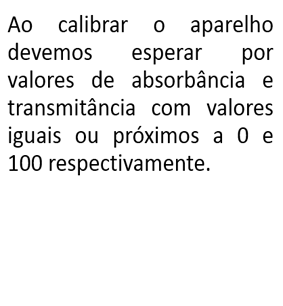 Ao calibrar o aparelho
devemos esperar por
valores de absorbância e
transmitância com valores
iguais ou próximos a 0 e
100 respectivamente.